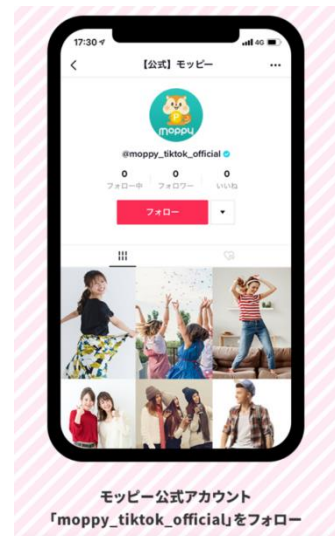 17:30
4G
【公式】モッピー
moppy
@moppy_tiktok_official
0 0 0
フォロー中 フォロワー いいね
フォロー
モッピー公式アカウント
「moppy_tiktok_official」をフォロー